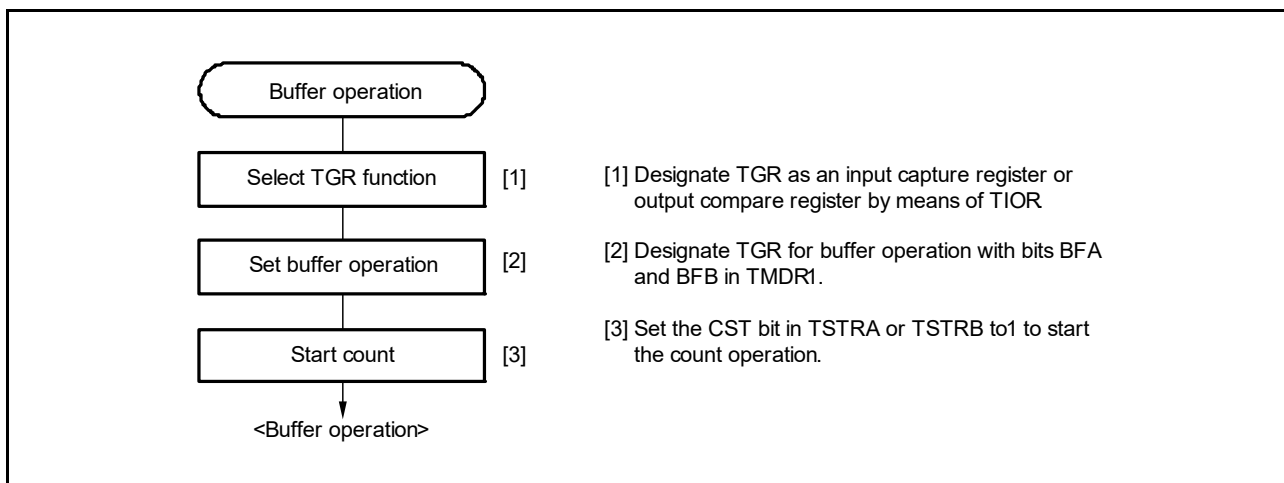 Buffer operation
Select TGR function
[1]
[1] Designate TGR as an input capture register or
output compare register by means of TIOR
Set buffer operation
[2]
[2] Designate TGR for buffer operation with bits BFA
and BFB in TMDR1.
Start count
[3]
[3] Set the CST bit in TSTRA or TSTRB to1 to start
the count operation.
<Buffer operation>